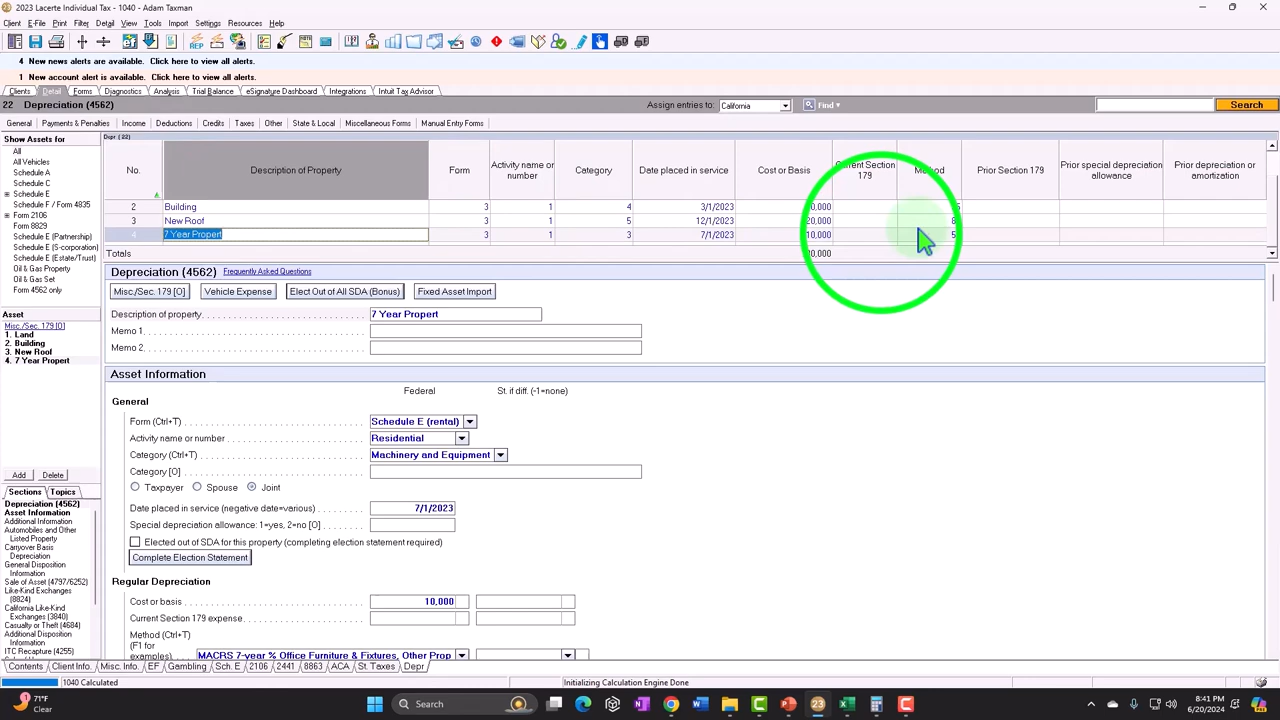 2023 Lacerte Individual Tax - 1040 - Adam Taxman
Client E-File Print Filter Detail View Tools Import Settings Resources Help
4 New news alerts are available. Click here to view all alerts.
1 New account alert is available. Click here to view all alerts.
Clients Detail Forms Diagnostics Analysis Trial Balance eSignature Dashboard Integrations Intuit Tax Advisor
22 Depreciation (4562) Assign entries to: California Find Search
General Payments & Penalties Income Deductions Credits Taxes Other State & Local Miscellaneous Forms Manual Entry Forms
Show Assets for
All
All Vehicles
Schedule A
Schedule C
Schedule E
Schedule F / Form 4835
Form 2106
Form 8829
Schedule E (Partnership)
Schedule E (S-corporation)
Schedule E (Estate/Trust)
Oil & Gas Property
Oil & Gas Set
Form 4562 only
Asset
Misc./Sec. 179 [O]
1. Land
2. Building
3. New Roof
4. 7 Year Propert
Add Delete
Sections Topics
Depreciation (4562)
Asset Information
Additional Information
Automobiles and Other
Listed Property
Carryover Basis
Depreciation
General Disposition
Information
Sale of Asset (4797/6252)
Like-Kind Exchanges
(8824)
California Like-Kind
Exchanges (3840)
Casualty or Theft (4684)
Additional Disposition
Information
ITC Recapture (4255)
Depr (22)
No. Description of Property Form Activity name or number Category Date placed in service Cost or Basis Current Section 179 Method Prior Section 179 Prior special depreciation allowance Prior depreciation or amortization
2 Building 3 1 4 3/1/2023 0,000
3 New Roof 3 1 5 12/1/2023 20,000 8
4 7 Year Propert 3 1 3 7/1/2023 10,000 5
Totals 0,000
Depreciation (4562) Frequently Asked Questions
Misc./Sec. 179 [O] Vehicle Expense Elect Out of All SDA (Bonus) Fixed Asset Import
Description of property 7 Year Propert
Memo 1
Memo 2
Asset Information
Federal St. if diff. (-1=none)
General
Form (Ctrl+T) Schedule E (rental)
Activity name or number Residential
Category (Ctrl+T) Machinery and Equipment
Category [O]
Taxpayer Spouse Joint
Date placed in service (negative date=various) 7/1/2023
Special depreciation allowance: 1=yes, 2=no [O]
Elected out of SDA for this property (completing election statement required)
Complete Election Statement
Regular Depreciation
Cost or basis 10,000
Current Section 179 expense
Method (Ctrl+T)
(F1 for
examples) MACRS 7-year % Office Furniture & Fixtures, Other Prop
Contents Client Info. Misc. Info. EF Gambling Sch. E 2106 2441 8863 ACA St. Taxes Depr
1040 Calculated Initializing Calculation Engine Done
71°F
Clear
Search
23
8:41 PM
6/20/2024